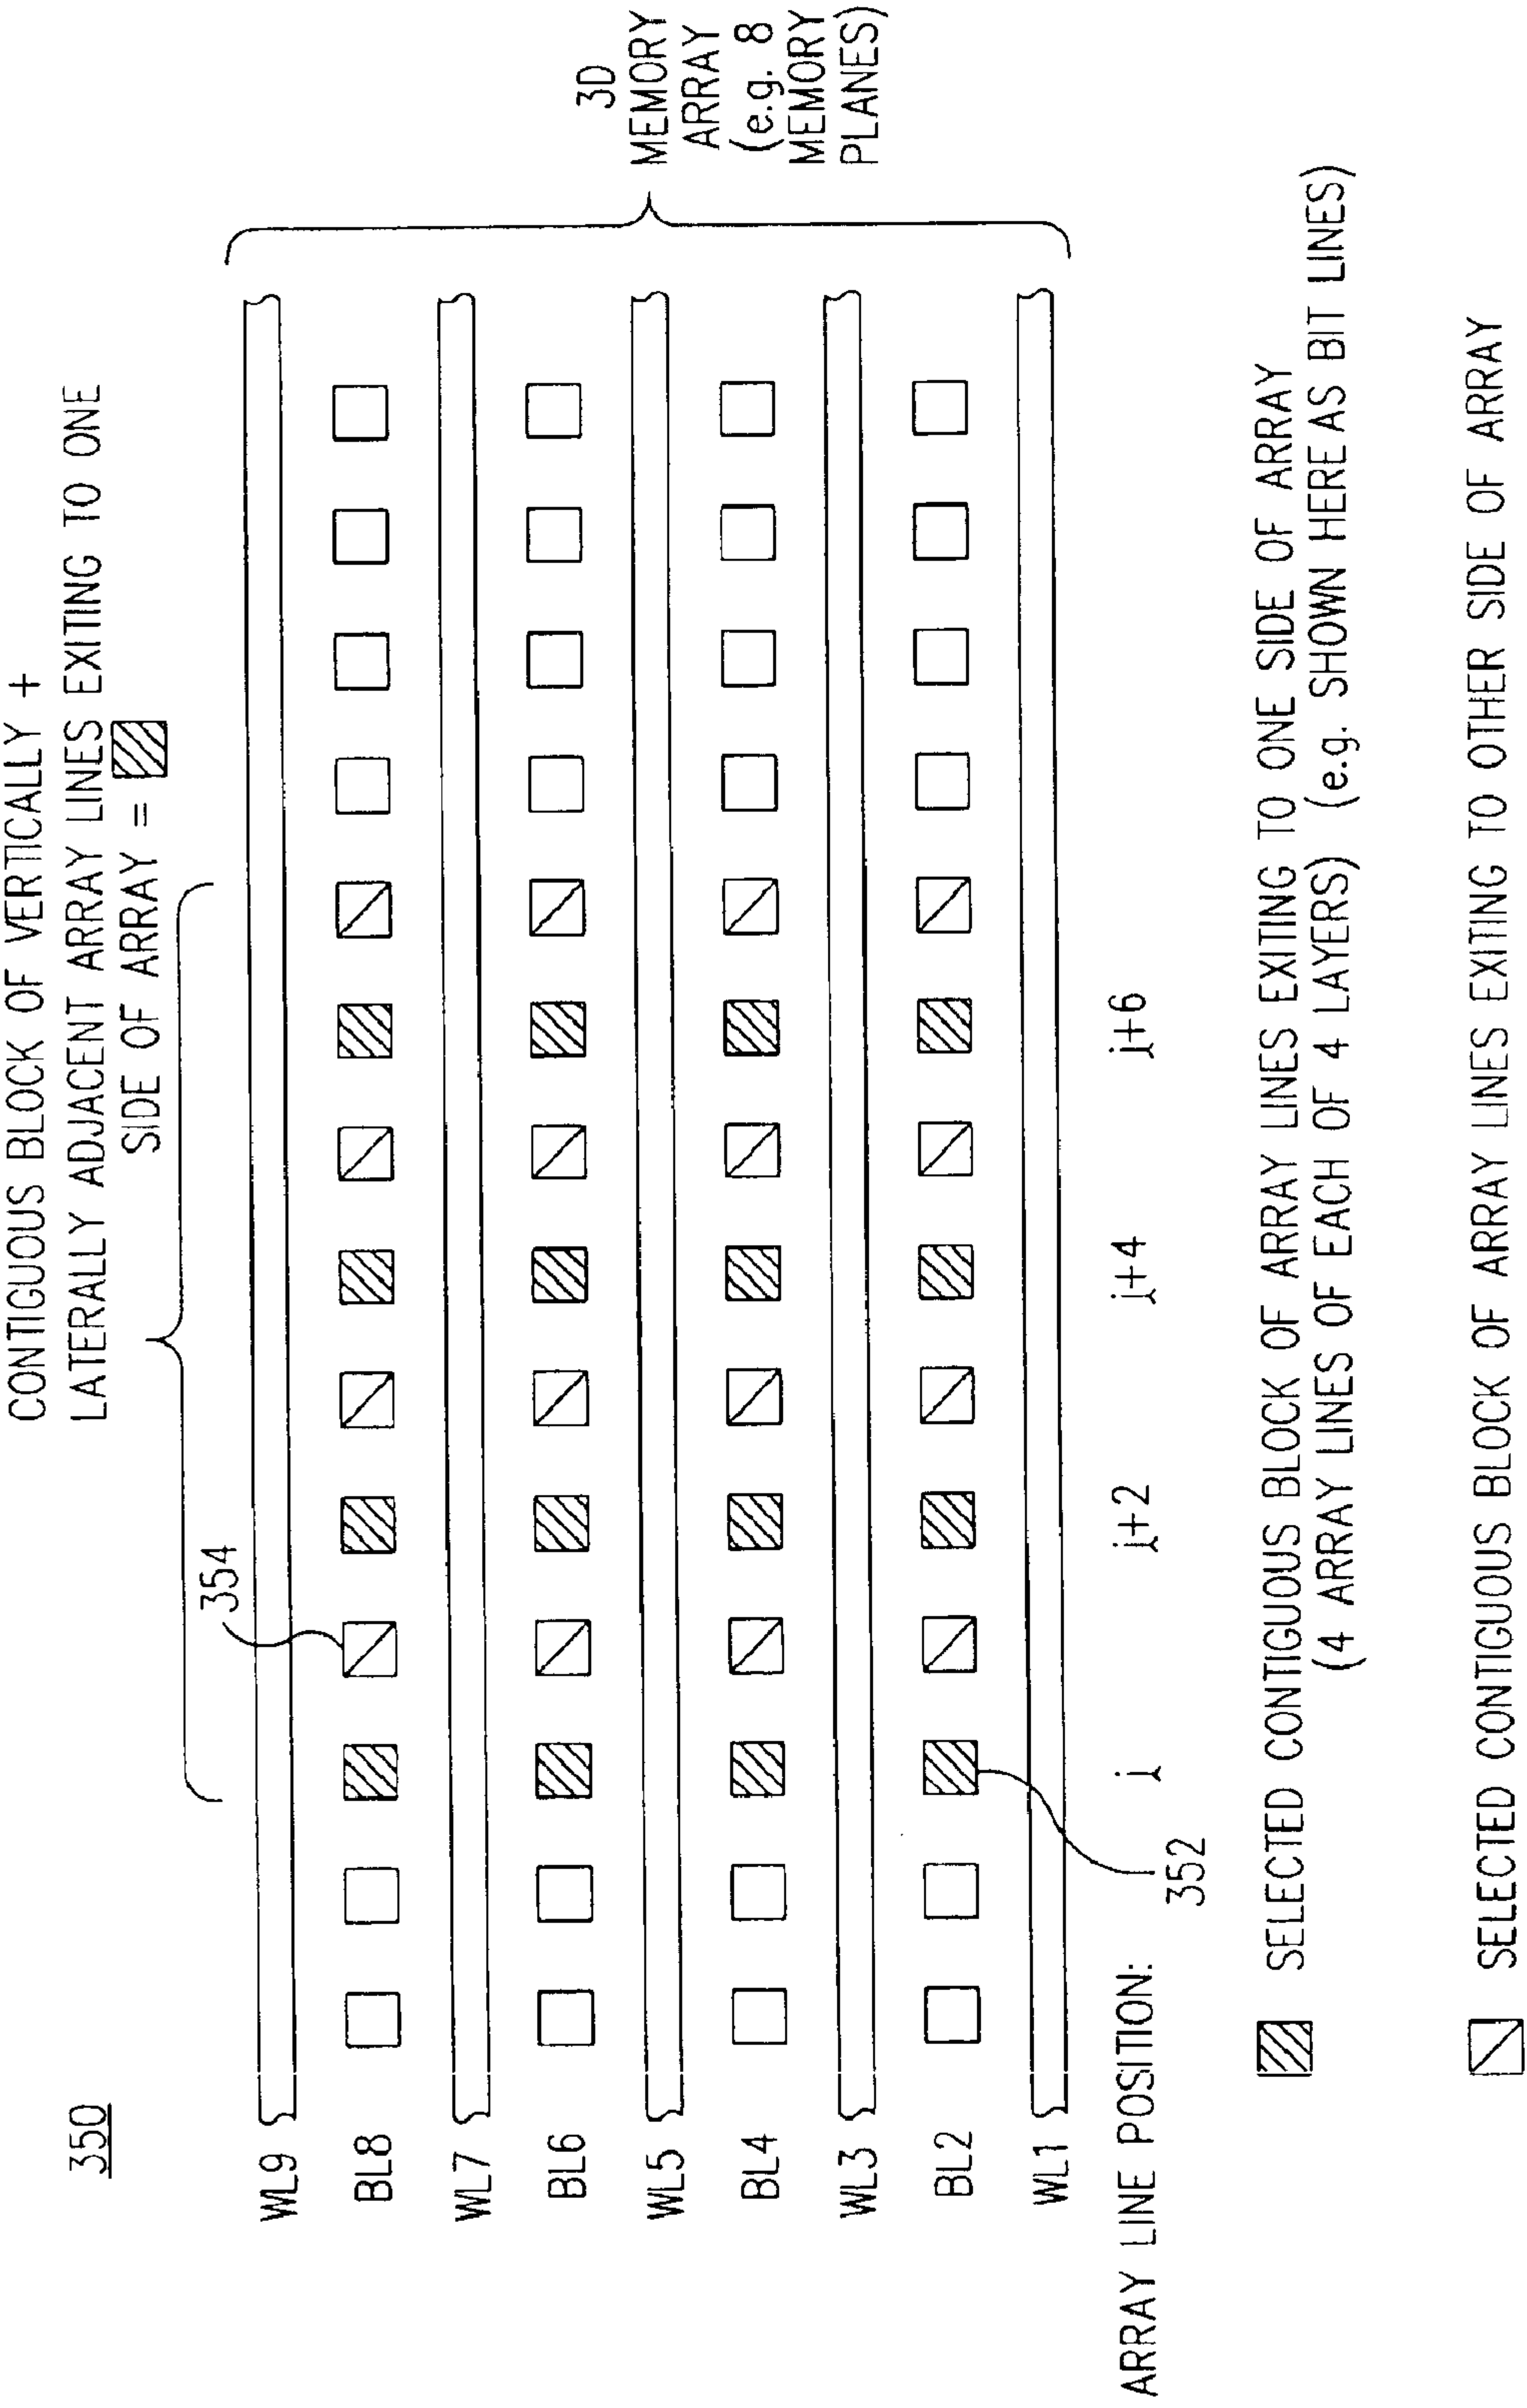 350
CONTIGUOUS BLOCK OF VERTICALLY +
LATERALLY ADJACENT ARRAY LINES EXITING TO ONE
SIDE OF ARRAY =
354
WL9
BL8
WL7
BL6
WL5
BL4
WL3
BL2
WL1
3D
MEMORY
ARRAY
(e.g. 8
MEMORY
PLANES)
ARRAY LINE POSITION: j j+2 j+4 j+6
352
SELECTED CONTIGUOUS BLOCK OF ARRAY LINES EXITING TO ONE SIDE OF ARRAY
(4 ARRAY LINES OF EACH OF 4 LAYERS) (e.g. SHOWN HERE AS BIT LINES)
SELECTED CONTIGUOUS BLOCK OF ARRAY LINES EXITING TO OTHER SIDE OF ARRAY